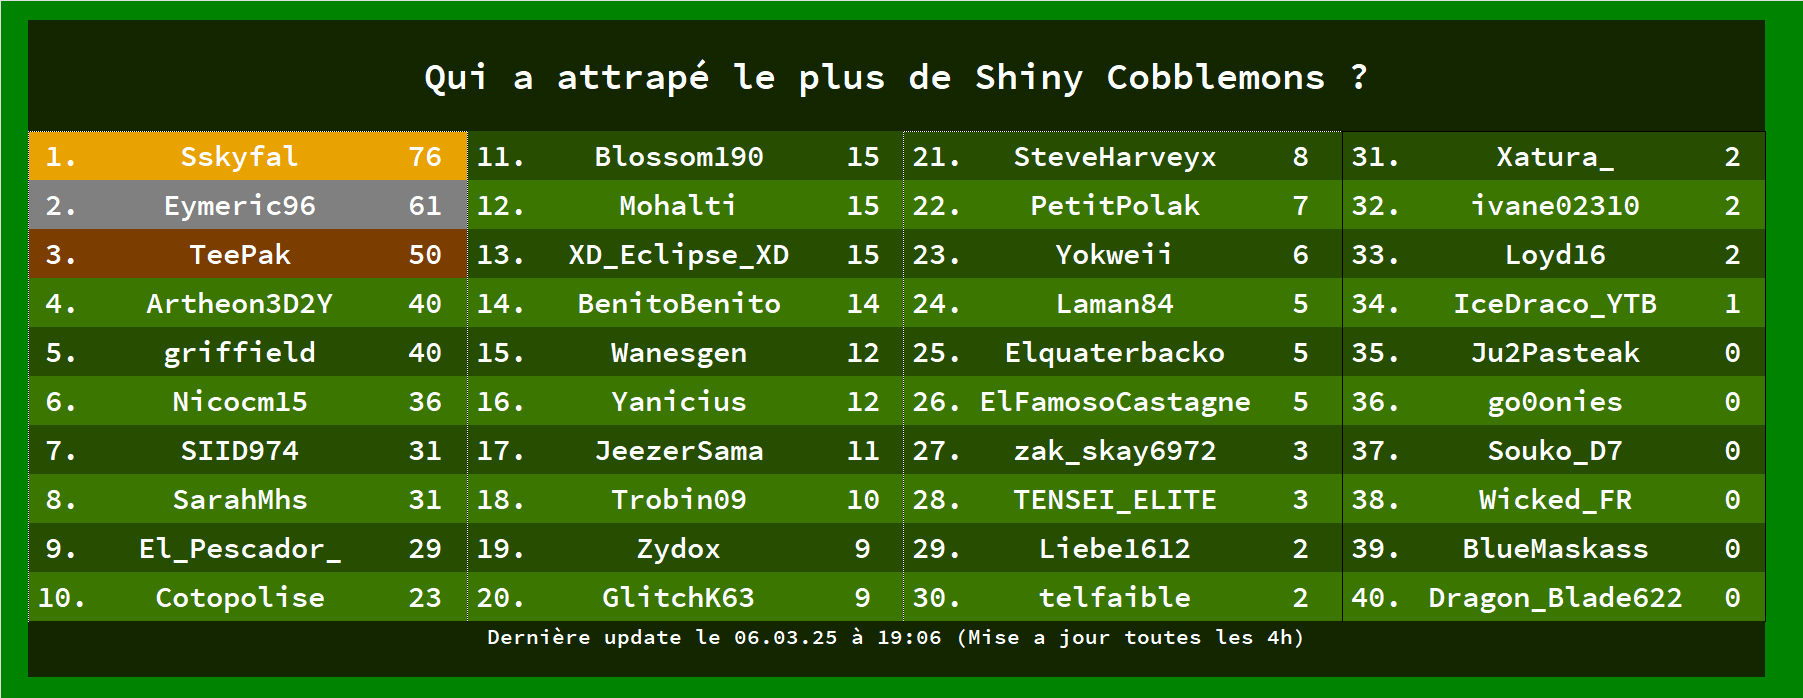 Qui a attrapé le plus de Shiny Cobblemons ?
1. Sskyfal 76
2. Eymeric96 61
3. TeePak 50
4. Artheon3D2Y 40
5. griffield 40
6. Nicocm15 36
7. SIID974 31
8. SarahMhs 31
9. El_Pescador_ 29
10. Cotopolise 23
11. Blossom190 15
12. Mohalti 15
13. XD_Eclipse_XD 15
14. BenitoBenito 14
15. Wanesgen 12
16. Yanicius 12
17. JeezerSama 11
18. Trobin09 10
19. Zydox 9
20. GlitchK63 9
21. SteveHarveyx 8
22. PetitPolak 7
23. Yokweii 6
24. Laman84 5
25. Elquaterbacko 5
26. ElFamosoCastagne 5
27. zak_skay6972 3
28. TENSEI_ELITE 3
29. Liebe1612 2
30. telfaible 2
31. Xatura_ 2
32. ivane02310 2
33. Loyd16 2
34. IceDraco_YTB 1
35. Ju2Pasteak 0
36. go0onies 0
37. Souko_D7 0
38. Wicked_FR 0
39. BlueMaskass 0
40. Dragon_Blade622 0
Dernière update le 06.03.25 à 19:06 (Mise a jour toutes les 4h)